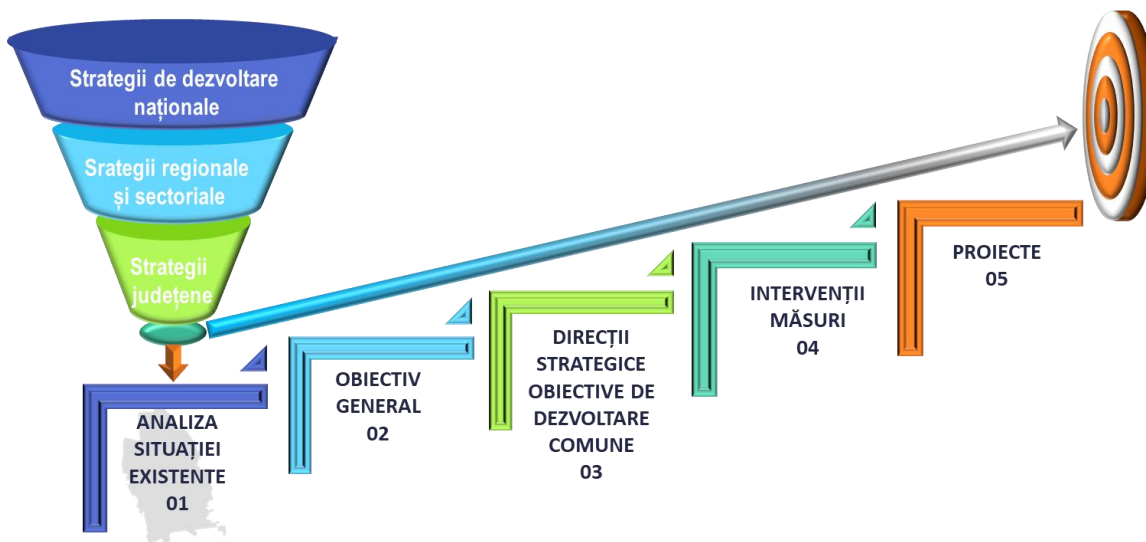 Strategii de dezvoltare
naționale
Srategii regionale
și sectoriale
Strategii
județene
ANALIZA
SITUAȚIEI
EXISTENTE
01
OBIECTIV
GENERAL
02
DIRECȚII
STRATEGICE
OBIECTIVE DE
DEZVOLTARE
COMUNE
03
INTERVENȚII
MĂSURI
04
PROIECTE
05